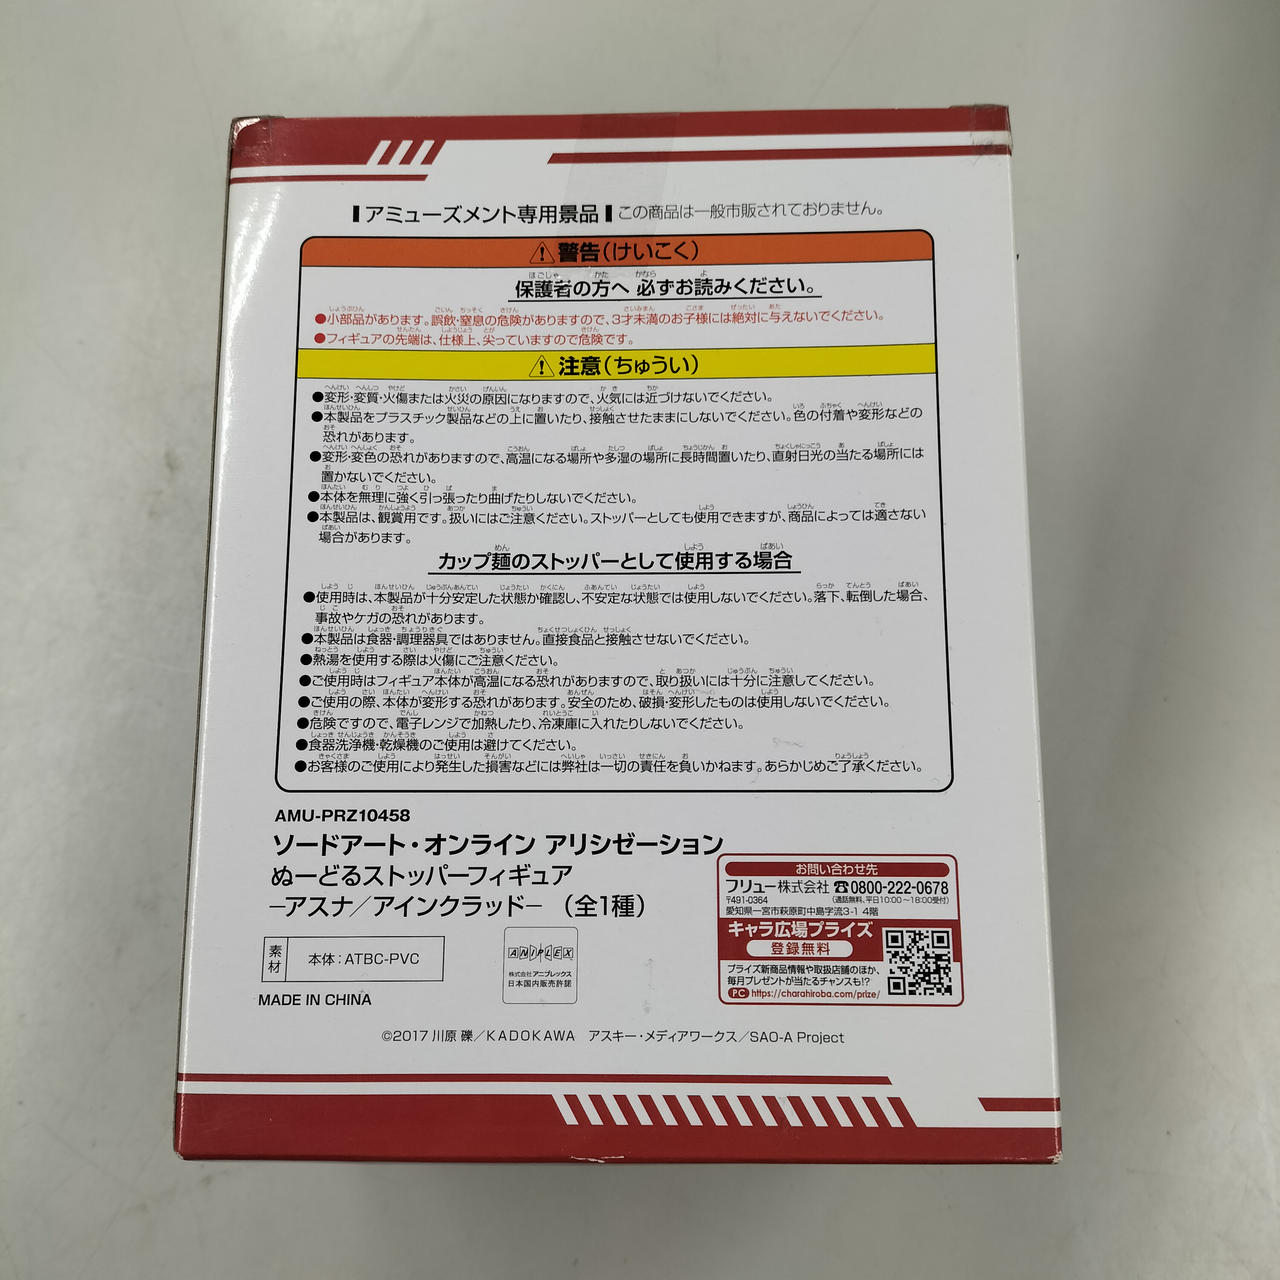 アミューズメント専用景品 この商品は一般市販されておりません。
警告(けいこく)
保護者の方へ 必ずお読みください。
●小部品があります。誤飲・窒息の危険がありますので、3才未満のお子様には絶対に与えないでください。
●フィギュアの先端は、仕様上、尖っていますので危険です。
注意(ちゅうい)
●変形・変質・火傷または火災の原因になりますので、火気には近づけないでください。
●本製品をプラスチック製品などの上に置いたり、接触させたままにしないでください。色の付着や変形などの
恐れがあります。
●変形・変色の恐れがありますので、高温になる場所や多湿の場所に長時間置いたり、直射日光の当たる場所には
置かないでください。
●本体を無理に強く引っ張ったり曲げたりしないでください。
●本製品は、観賞用です。扱いにはご注意ください。ストッパーとしても使用できますが、商品によっては適さない
場合があります。
カップ麺のストッパーとして使用する場合
●使用時は、本製品が十分安定した状態か確認し、不安定な状態では使用しないでください。落下、転倒した場合、
事故やケガの恐れがあります。
●本製品は食器・調理器具ではありません。直接食品と接触させないでください。
●熱湯を使用する際は火傷にご注意ください。
●ご使用時はフィギュア本体が高温になる恐れがありますので、取り扱いには十分に注意してください。
●ご使用の際、本体が変形する恐れがあります。安全のため、破損・変形したものは使用しないでください。
●危険ですので、電子レンジで加熱したり、冷凍庫に入れたりしないでください。
●食器洗浄機・乾燥機のご使用は避けてください。
●お客様のご使用により発生した損害などには弊社は一切の責任を負いかねます。あらかじめご了承ください。
AMU-PRZ10458
ソードアート・オンライン アリシゼーション
ぬーどるストッパーフィギュア
−アスナ／アインクラッド− (全1種)
素材 本体：ATBC-PVC
MADE IN CHINA
ANIPLEX
株式会社 アニプレックス
日本国内販売許諾
お問い合わせ先
フリュー株式会社 ☎0800-222-0678
〒491-0364 (通話無料、平日10:00～18:00受付)
愛知県一宮市萩原町中島字流3-1 4階
キャラ広場プライズ
登録無料
プライズ新商品情報や取扱店舗のほか、
毎月プレゼントが当たるチャンスも!?
PC https://charahiroba.com/prize/
©2017 川原 礫／KADOKAWA アスキー・メディアワークス／SAO-A Project